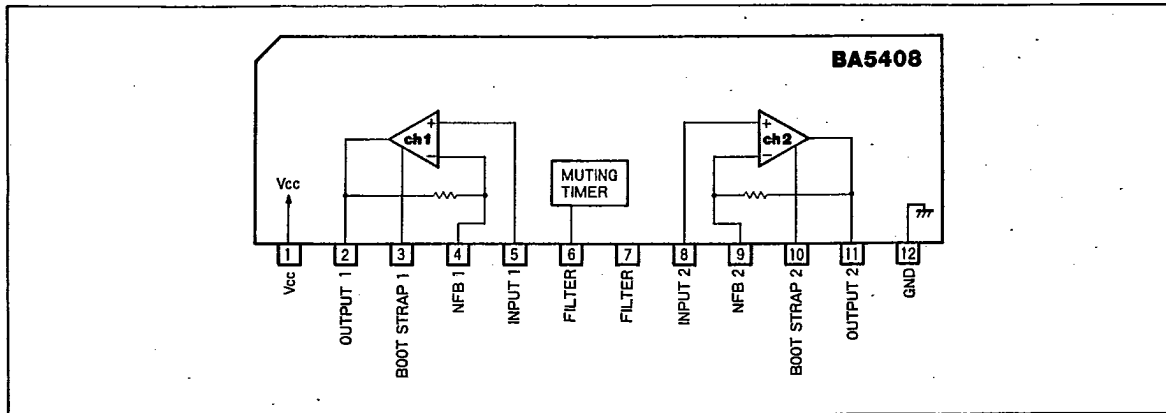 BA5408
+
ch1
−
+
ch2
−
MUTING
TIMER
Vcc
1
2
3
4
5
6
7
8
9
10
11
12
Vcc
OUTPUT 1
BOOT STRAP 1
NFB 1
INPUT 1
FILTER
FILTER
INPUT 2
NFB 2
BOOT STRAP 2
OUTPUT 2
GND